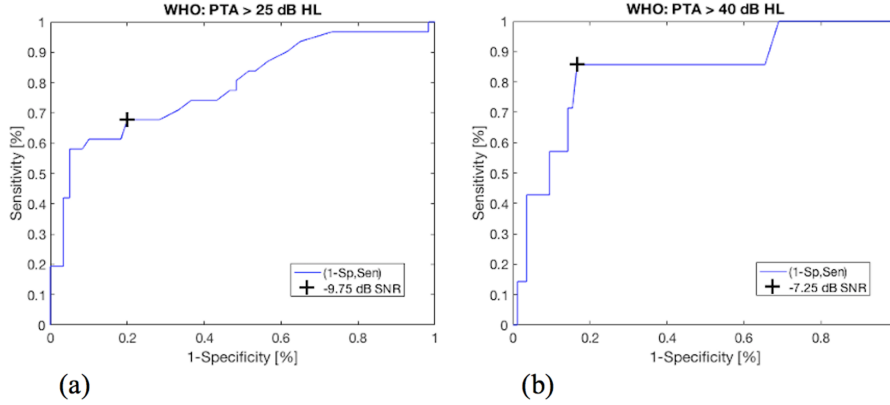 WHO: PTA > 25 dB HL
1
0.9
0.8
0.7
0.6
0.5
0.4
0.3
0.2
0.1
0
Sensitivity [%]
(1-Sp,Sen)
-9.75 dB SNR
0 0.2 0.4 0.6 0.8 1
1-Specificity [%]
(a)
WHO: PTA > 40 dB HL
1
0.9
0.8
0.7
0.6
0.5
0.4
0.3
0.2
0.1
0
Sensitivity [%]
(1-Sp,Sen)
-7.25 dB SNR
0 0.2 0.4 0.6 0.8
1-Specificity [%]
(b)